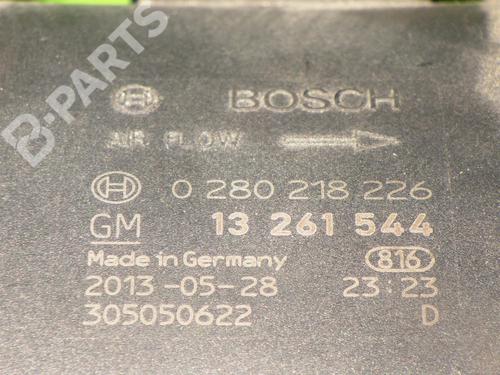 B-PARTS
BOSCH
AIR FLOW
0 280 218 226
GM 13 261 544
Made in Germany 816
2013-05-28 23:23
305050622 D